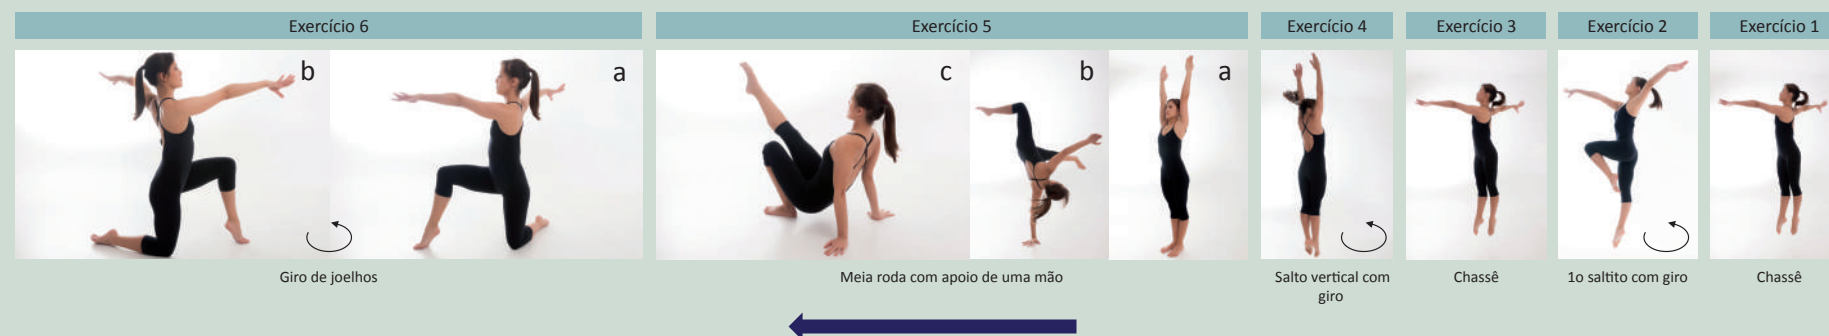 Exercício 6
Exercício 5
Exercício 4
Exercício 3
Exercício 2
Exercício 1
b
a
c
b
a
Giro de joelhos
Meia roda com apoio de uma mão
Salto vertical com
giro
Chassê
1o saltito com giro
Chassê